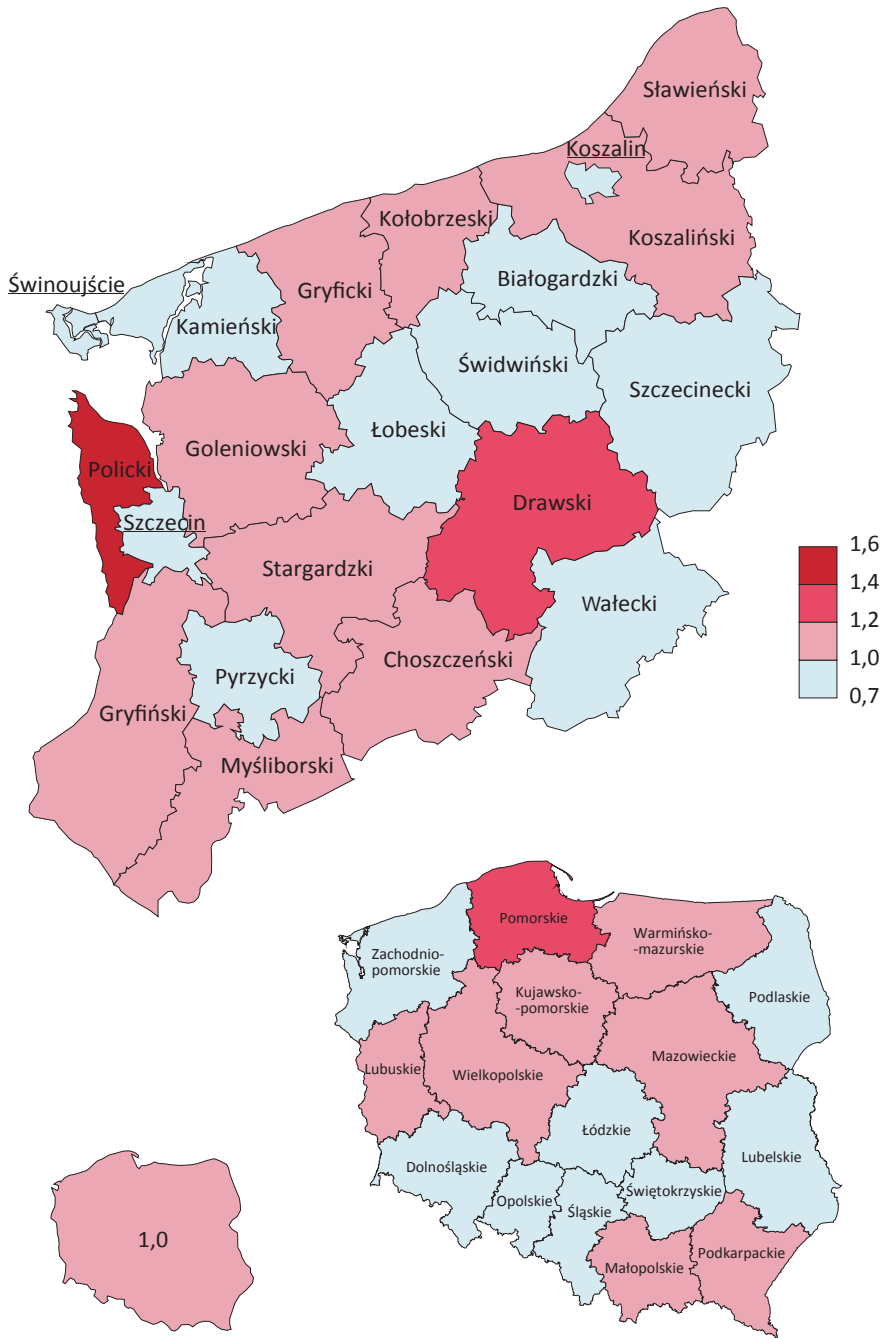 Sławieński
Koszalin
Kołobrzeski
Koszaliński
Białogardzki
Świnoujście
Gryficki
Kamieński
Świdwiński
Szczecinecki
Łobeski
Goleniowski
Policki
Drawski
Szczecin
Stargardzki
Wałecki
Choszczeński
Pyrzycki
Gryfiński
Myśliborski
1,6
1,4
1,2
1,0
0,7
Pomorskie
Warmińsko-
-mazurskie
Zachodnio-
pomorskie
Kujawsko-
-pomorskie
Podlaskie
Mazowieckie
Lubuskie
Wielkopolskie
Łódzkie
Lubelskie
Dolnośląskie
Opolskie
Śląskie
Świętokrzyskie
Podkarpackie
Małopolskie
1,0